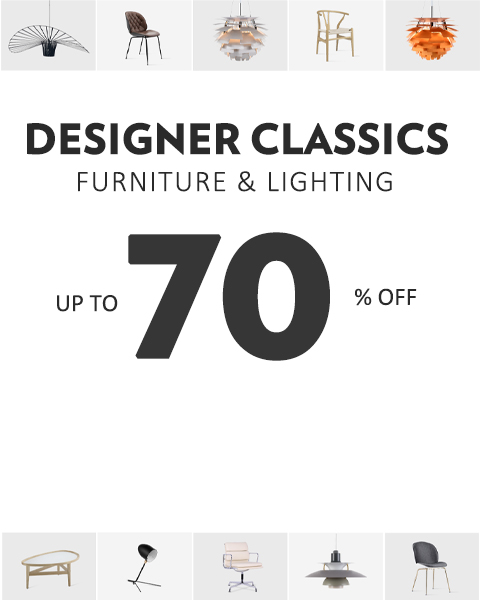 DESIGNER CLASSICS
FURNITURE & LIGHTING
UP TO 70 % OFF